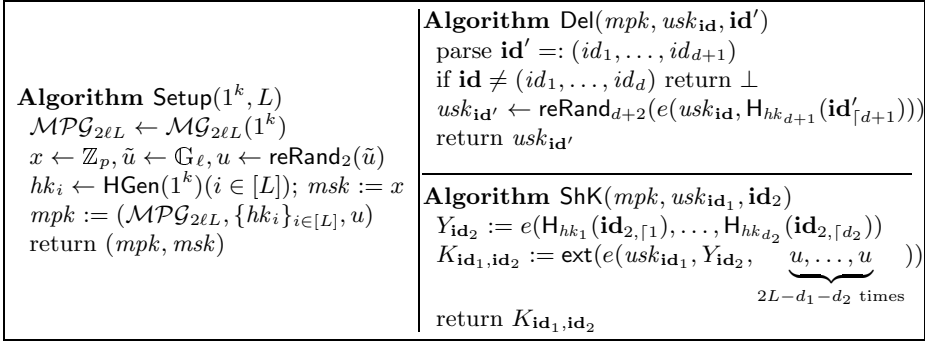 Algorithm Setup(1^k, L)
𝓜𝓟𝓖_{2ℓL} ← 𝓜𝓖_{2ℓL}(1^k)
x ← ℤ_p, ũ ← 𝔾_ℓ, u ← reRand_2(ũ)
hk_i ← HGen(1^k)(i ∈ [L]); msk := x
mpk := (𝓜𝓟𝓖_{2ℓL}, {hk_i}_{i∈[L]}, u)
return (mpk, msk)
Algorithm Del(mpk, usk_{id}, id′)
parse id′ =: (id_1, . . . , id_{d+1})
if id ≠ (id_1, . . . , id_d) return ⊥
usk_{id′} ← reRand_{d+2}(e(usk_{id}, H_{hk_{d+1}}(id′_{⌈d+1})))
return usk_{id′}
Algorithm ShK(mpk, usk_{id_1}, id_2)
Y_{id_2} := e(H_{hk_1}(id_{2,⌈1}), . . . , H_{hk_{d_2}}(id_{2,⌈d_2}))
K_{id_1,id_2} := ext(e(usk_{id_1}, Y_{id_2}, u, . . . , u))
2L−d_1−d_2 times
return K_{id_1,id_2}